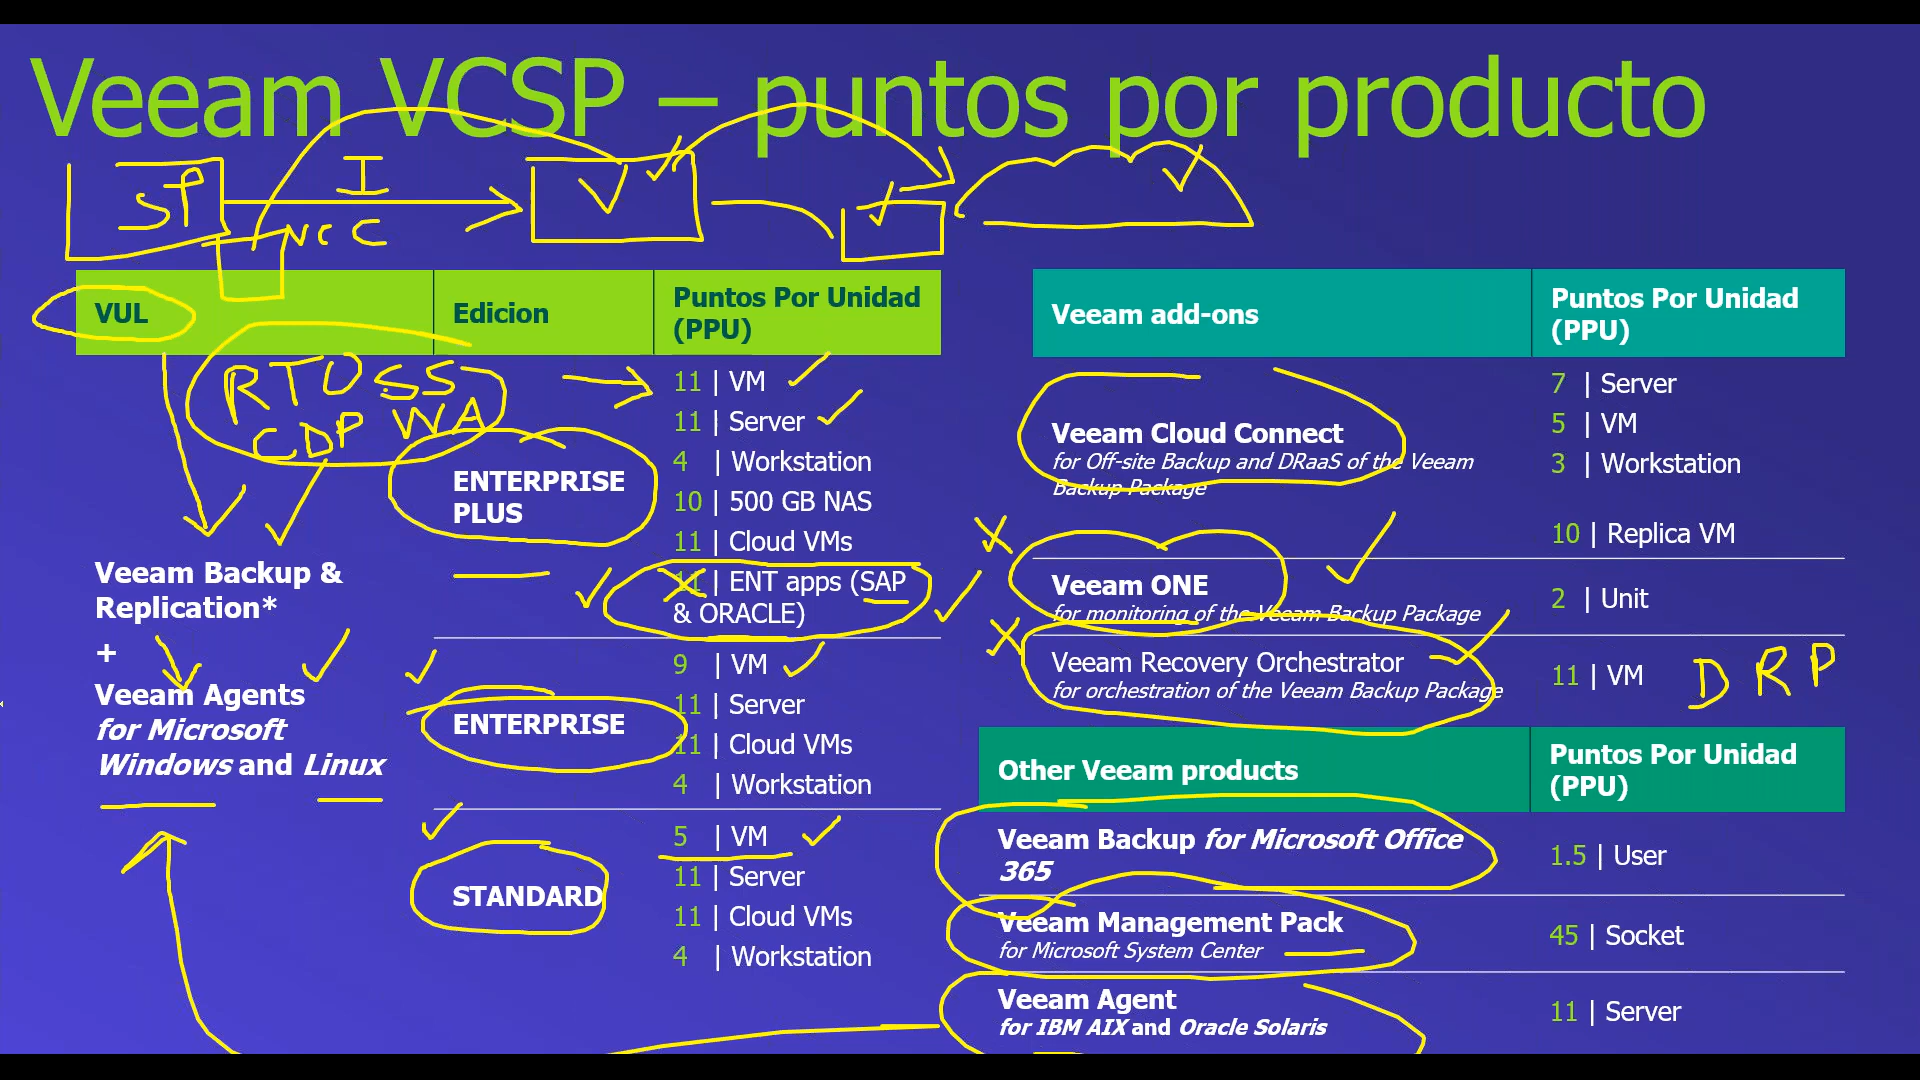 Veeam VCSP – puntos por producto
SP
I
VCC
VUL
Edicion
Puntos Por Unidad
(PPU)
RTDSS
CDP WA
Veeam Backup &
Replication*
+
Veeam Agents
for Microsoft
Windows and Linux
ENTERPRISE
PLUS
11 | VM
11 | Server
4 | Workstation
10 | 500 GB NAS
11 | Cloud VMs
11 | ENT apps (SAP
& ORACLE)
ENTERPRISE
9 | VM
11 | Server
11 | Cloud VMs
4 | Workstation
STANDARD
5 | VM
11 | Server
11 | Cloud VMs
4 | Workstation
Veeam add-ons
Puntos Por Unidad
(PPU)
Veeam Cloud Connect
for Off-site Backup and DRaaS of the Veeam
Backup Package
7 | Server
5 | VM
3 | Workstation
10 | Replica VM
Veeam ONE
for monitoring of the Veeam Backup Package
2 | Unit
Veeam Recovery Orchestrator
for orchestration of the Veeam Backup Package
11 | VM
DRP
Other Veeam products
Puntos Por Unidad
(PPU)
Veeam Backup for Microsoft Office
365
1.5 | User
Veeam Management Pack
for Microsoft System Center
45 | Socket
Veeam Agent
for IBM AIX and Oracle Solaris
11 | Server